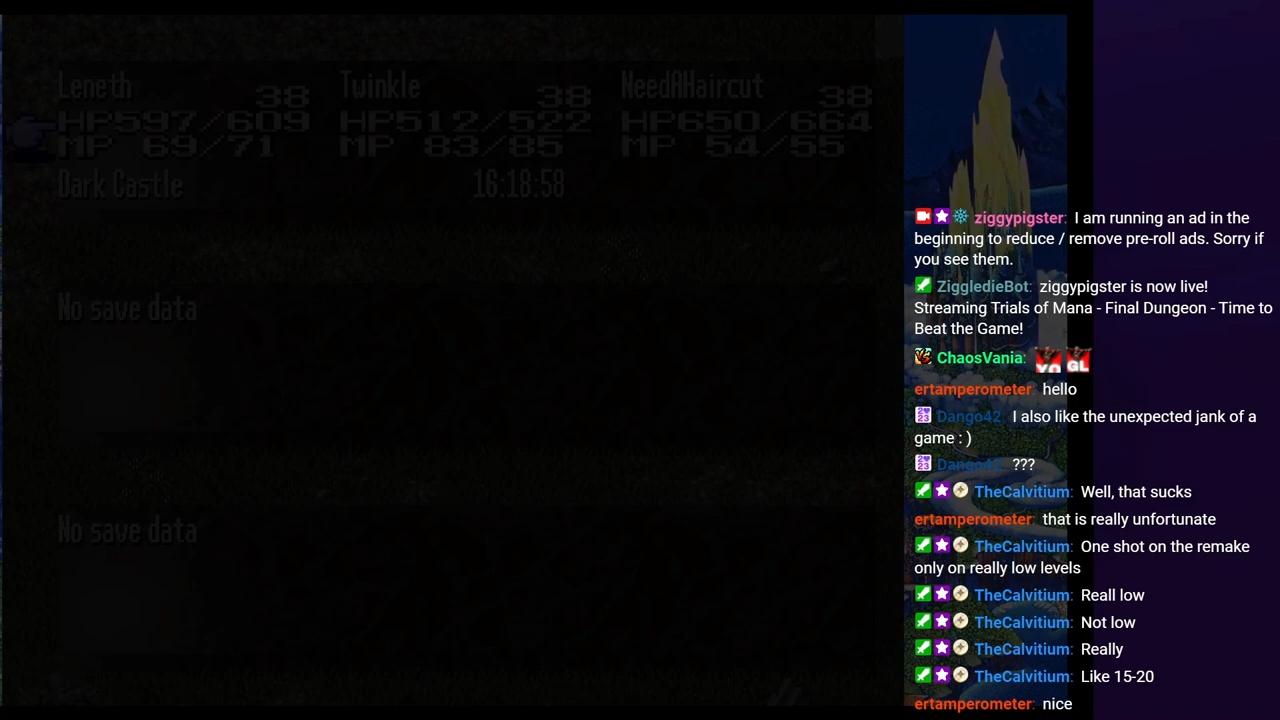 Leneth 38 Twinkle 38 NeedAHaircut 38
HP597/609 HP512/522 HP650/664
MP 69/71 MP 83/85 MP 54/55
Dark Castle 16:18:58
No save data
No save data
ziggypigster: I am running an ad in the
beginning to reduce / remove pre-roll ads. Sorry if
you see them.
ZiggledieBot: ziggypigster is now live!
Streaming Trials of Mana - Final Dungeon - Time to
Beat the Game!
ChaosVania: YO GL
ertamperometer: hello
Dango42: I also like the unexpected jank of a
game : )
Dango42: ???
TheCalvitium: Well, that sucks
ertamperometer: that is really unfortunate
TheCalvitium: One shot on the remake
only on really low levels
TheCalvitium: Reall low
TheCalvitium: Not low
TheCalvitium: Really
TheCalvitium: Like 15-20
ertamperometer: nice